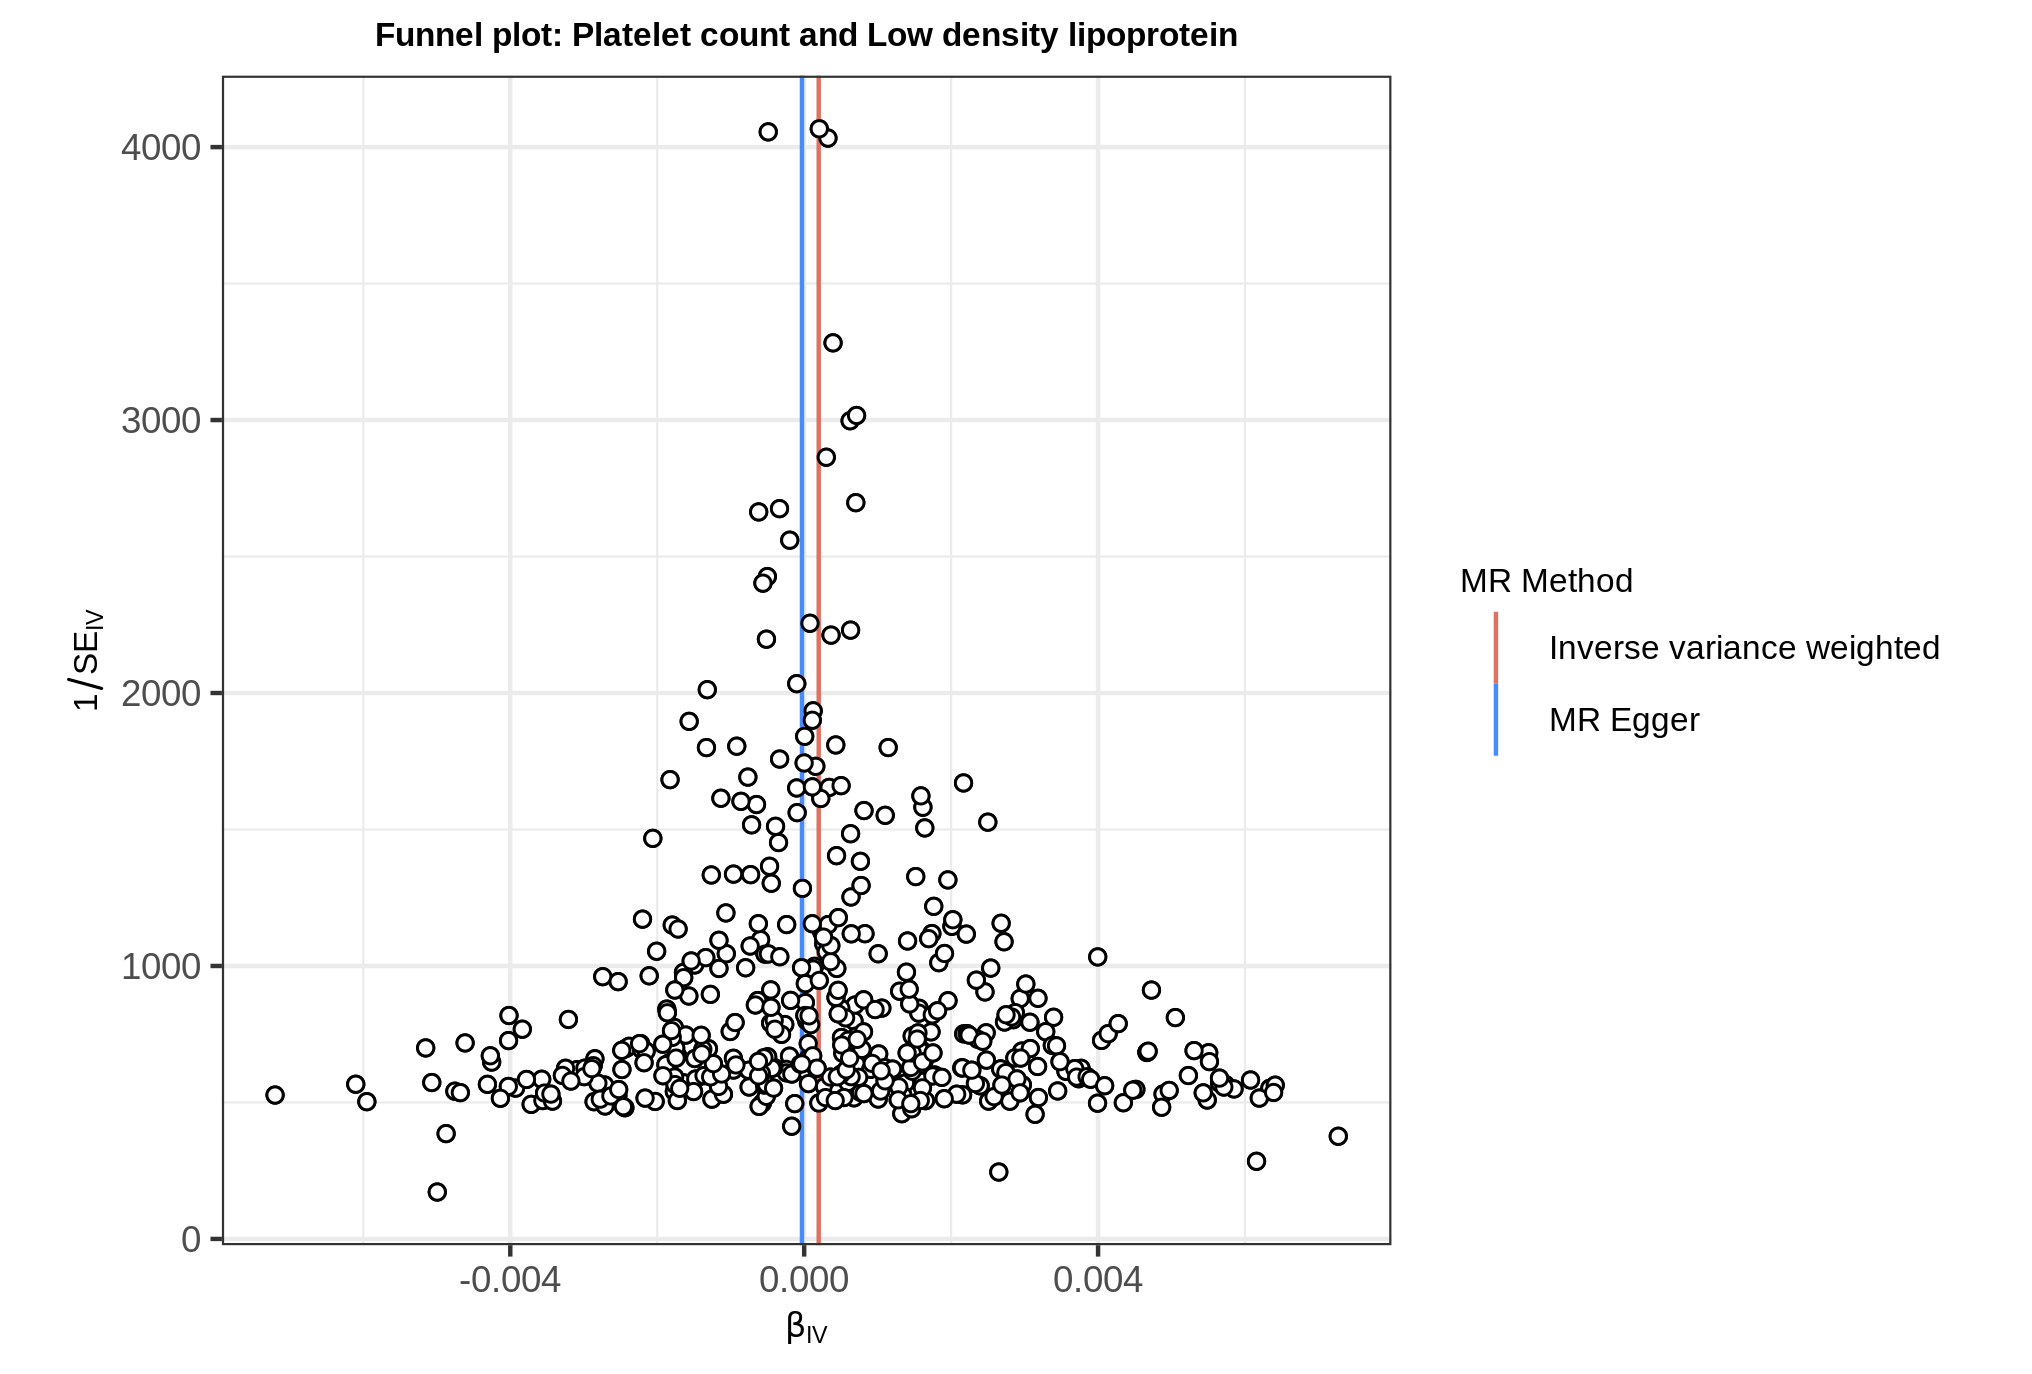 Funnel plot: Platelet count and Low density lipoprotein
4000
3000
2000
1000
0
1/SE_IV
-0.004 0.000 0.004
β_IV
MR Method
Inverse variance weighted
MR Egger